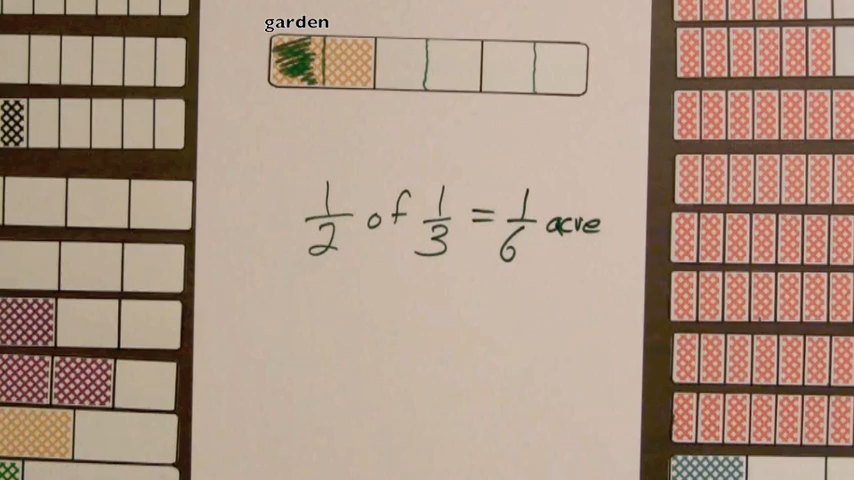 garden
1/2 of 1/3 = 1/6 acre